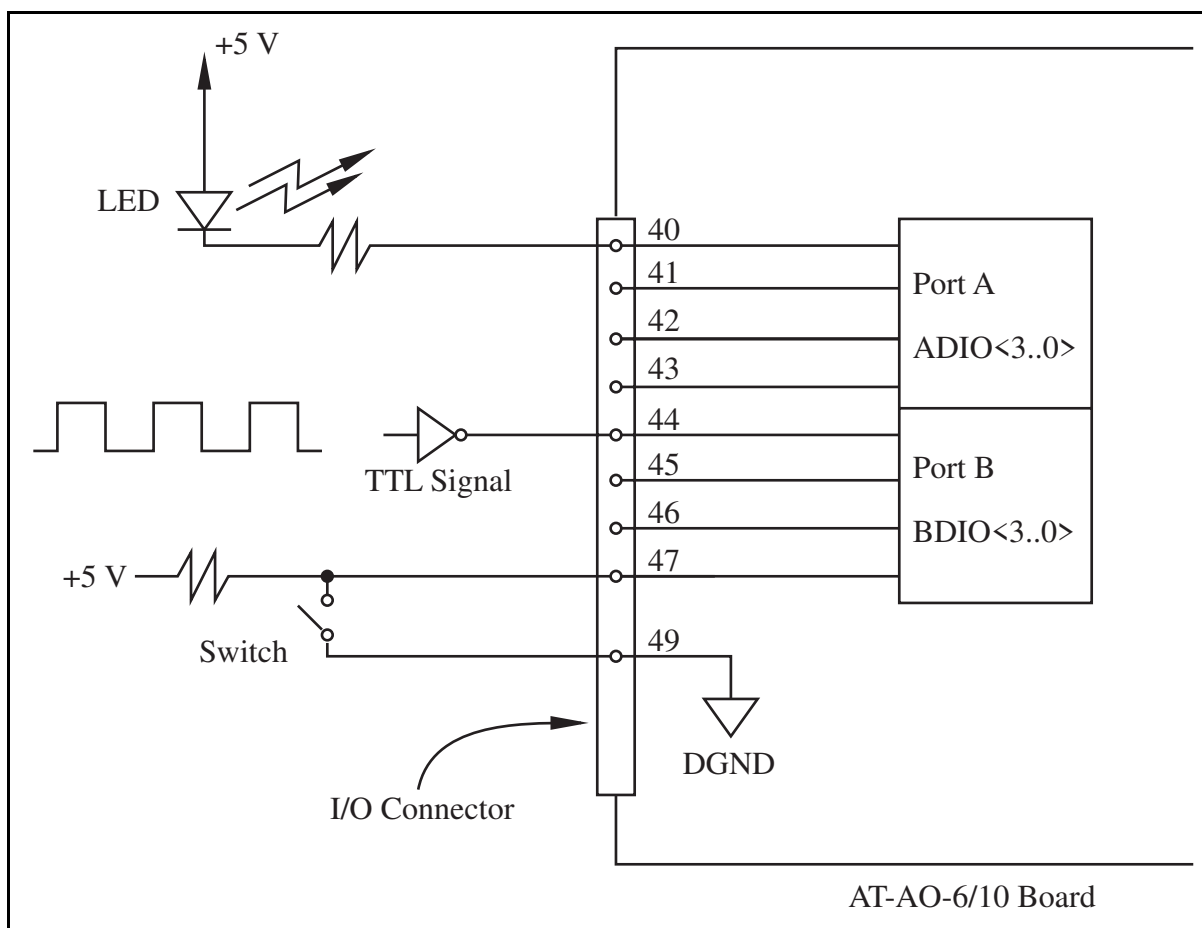 +5 V
LED
40
41
Port A
42
ADIO<3..0>
43
44
TTL Signal
45
Port B
46
BDIO<3..0>
47
+5 V
Switch
49
DGND
I/O Connector
AT-AO-6/10 Board